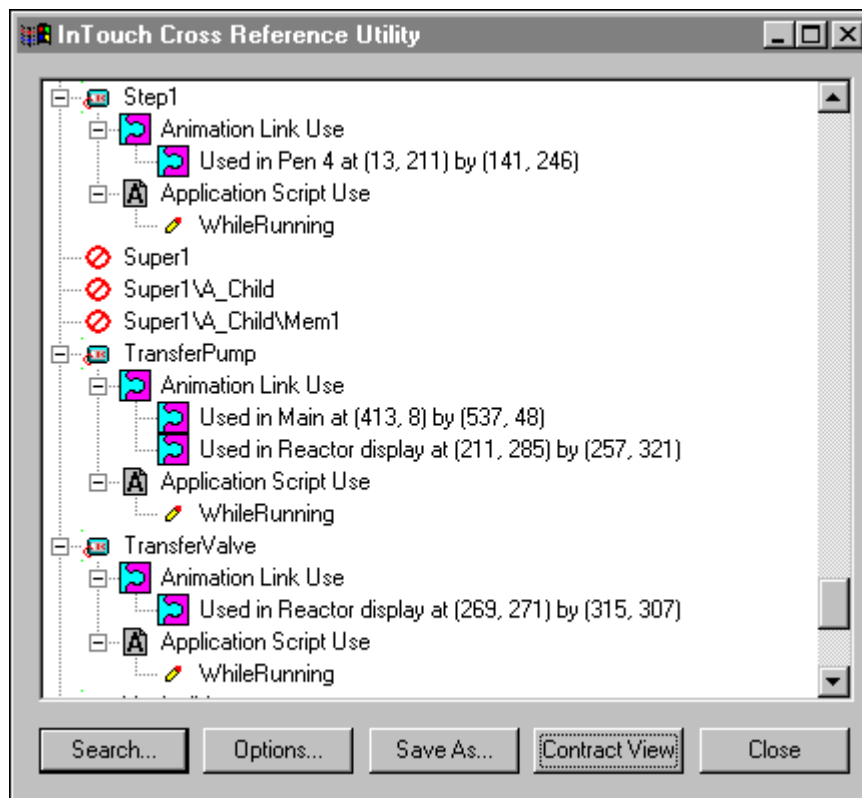 InTouch Cross Reference Utility
Step1
Animation Link Use
Used in Pen 4 at (13, 211) by (141, 246)
Application Script Use
WhileRunning
Super1
Super1\A_Child
Super1\A_Child\Mem1
TransferPump
Animation Link Use
Used in Main at (413, 8) by (537, 48)
Used in Reactor display at (211, 285) by (257, 321)
Application Script Use
WhileRunning
TransferValve
Animation Link Use
Used in Reactor display at (269, 271) by (315, 307)
Application Script Use
WhileRunning
Search... Options... Save As... Contract View Close